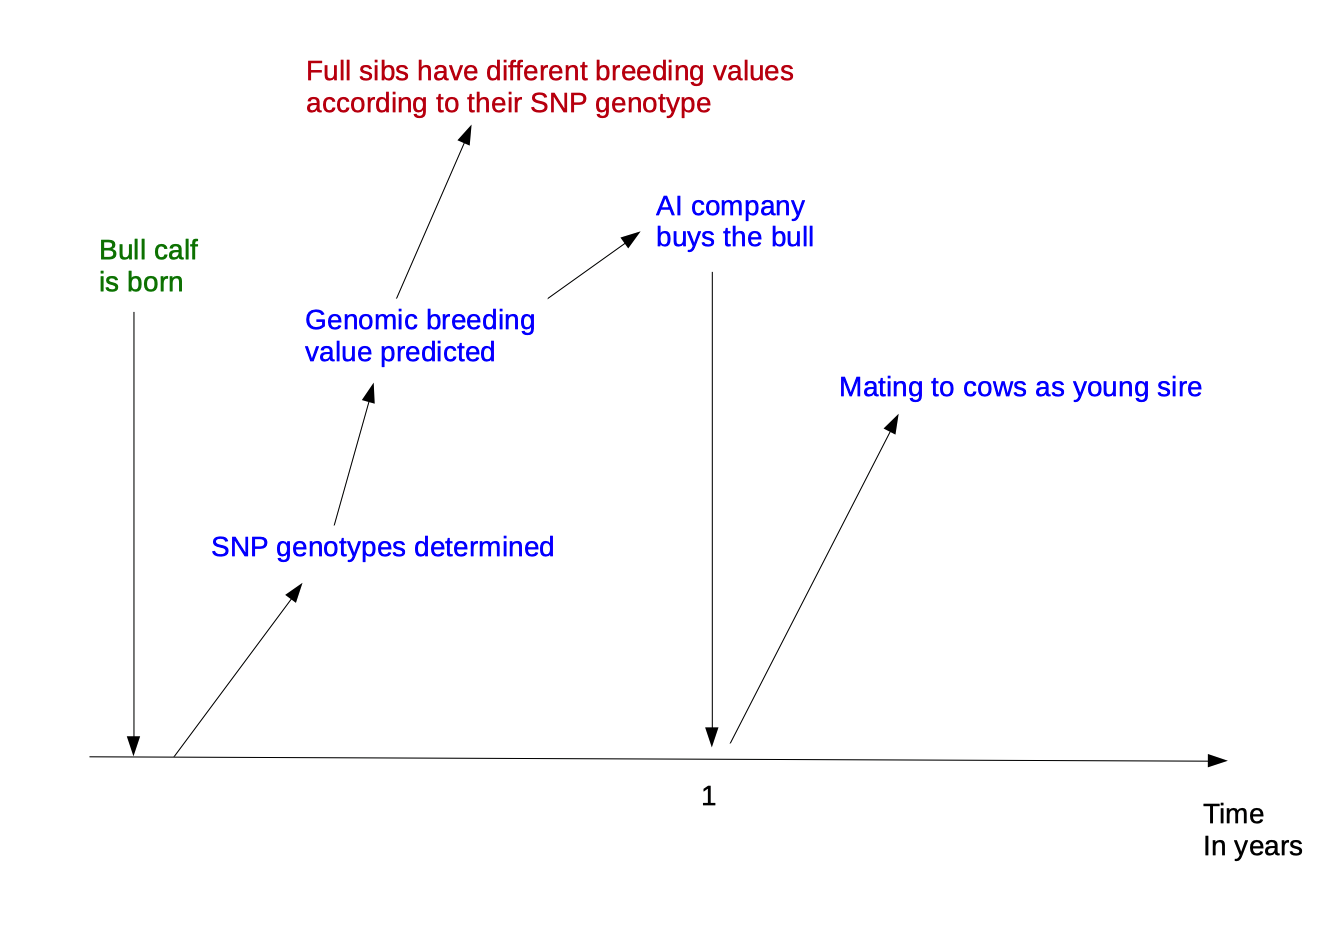 Full sibs have different breeding values
according to their SNP genotype
AI company
buys the bull
Bull calf
is born
Genomic breeding
value predicted
Mating to cows as young sire
SNP genotypes determined
1
Time
In years